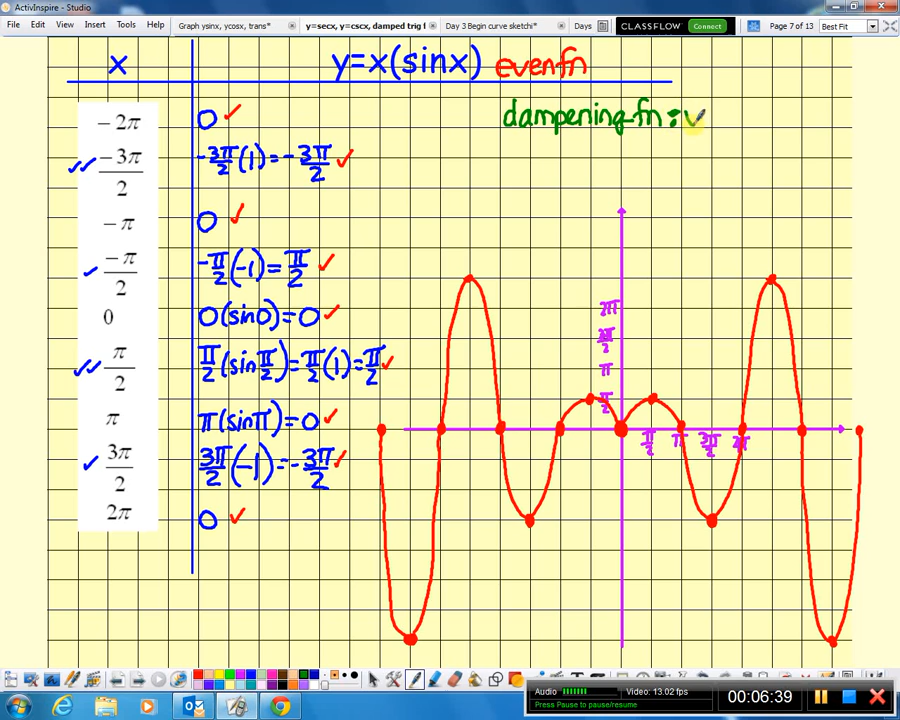 ActivInspire - Studio
File Edit View Insert Tools Help
Graph ysinx, ycosx, trans*
y=secx, y=cscx, damped trig f
Day 3 Begin curve sketchi*
Days
CLASSFLOW
Connect
Page 7 of 13
Best Fit
x
y=x(sinx) even fn
dampening fn :
-2π
0
-3π/2
-3π/2(1)=-3π/2
-π
0
-π/2
-π/2(-1)=π/2
0
0(sin0)=0
π/2
π/2(sinπ/2)=π/2(1)=π/2
π
π(sinπ)=0
3π/2
3π/2(-1)=-3π/2
2π
0
2π
3π/2
π
π/2
π/2 π 3π/2 2π
Audio
Video: 13.02 fps
Press Pause to pause/resume
00:06:39